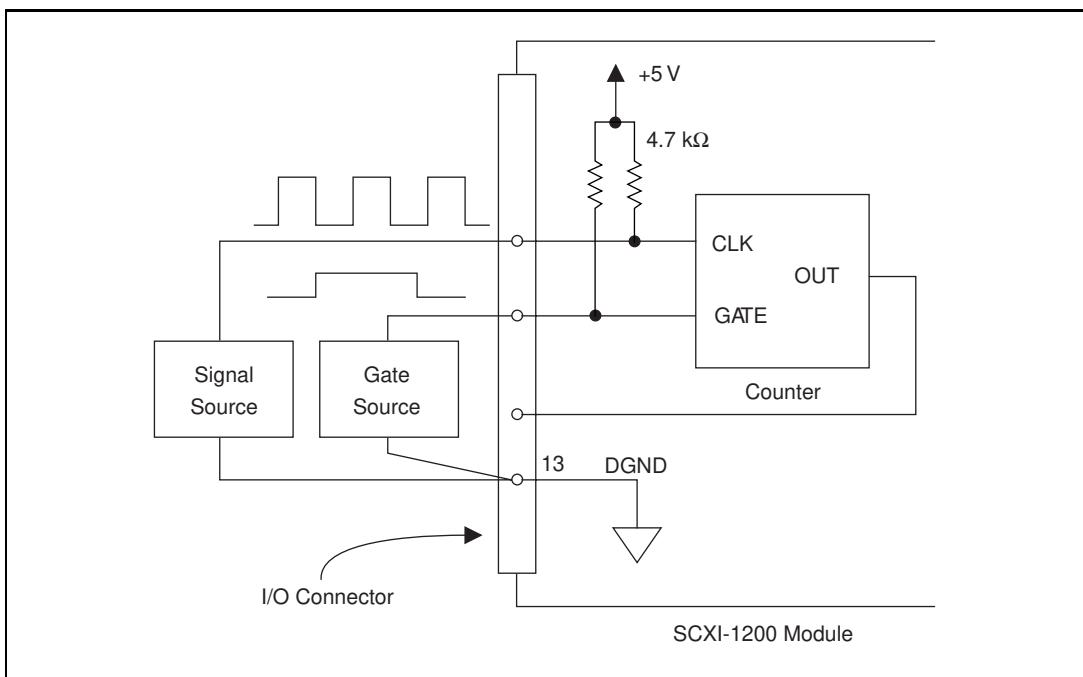 +5 V
4.7 kΩ
CLK
OUT
GATE
Signal
Source
Gate
Source
Counter
13
DGND
I/O Connector
SCXI-1200 Module